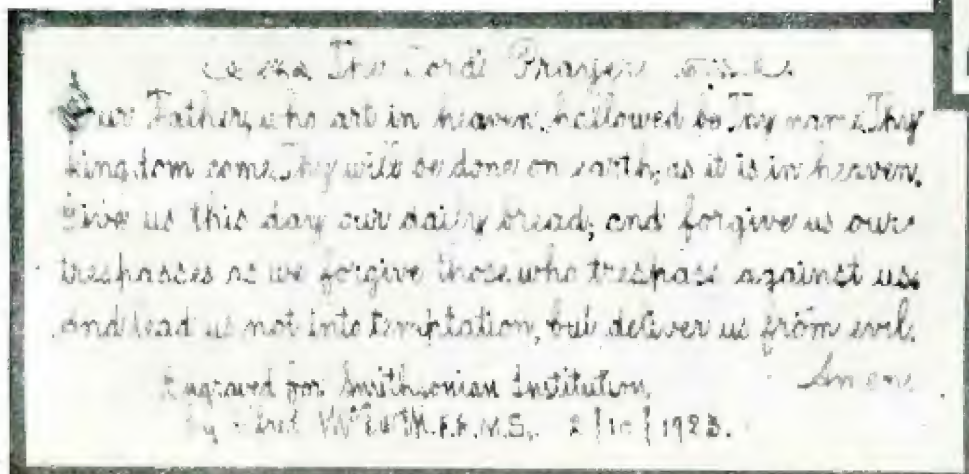 The Lord's Prayer
Our Father, who art in heaven, hallowed be Thy name, Thy
kingdom come, Thy will be done on earth, as it is in heaven.
Give us this day our daily bread; and forgive us our
trespasses as we forgive those who trespass against us.
And lead us not into temptation, but deliver us from evil.
Amen
Engraved for Smithsonian Institution.
by 2/10/1923.